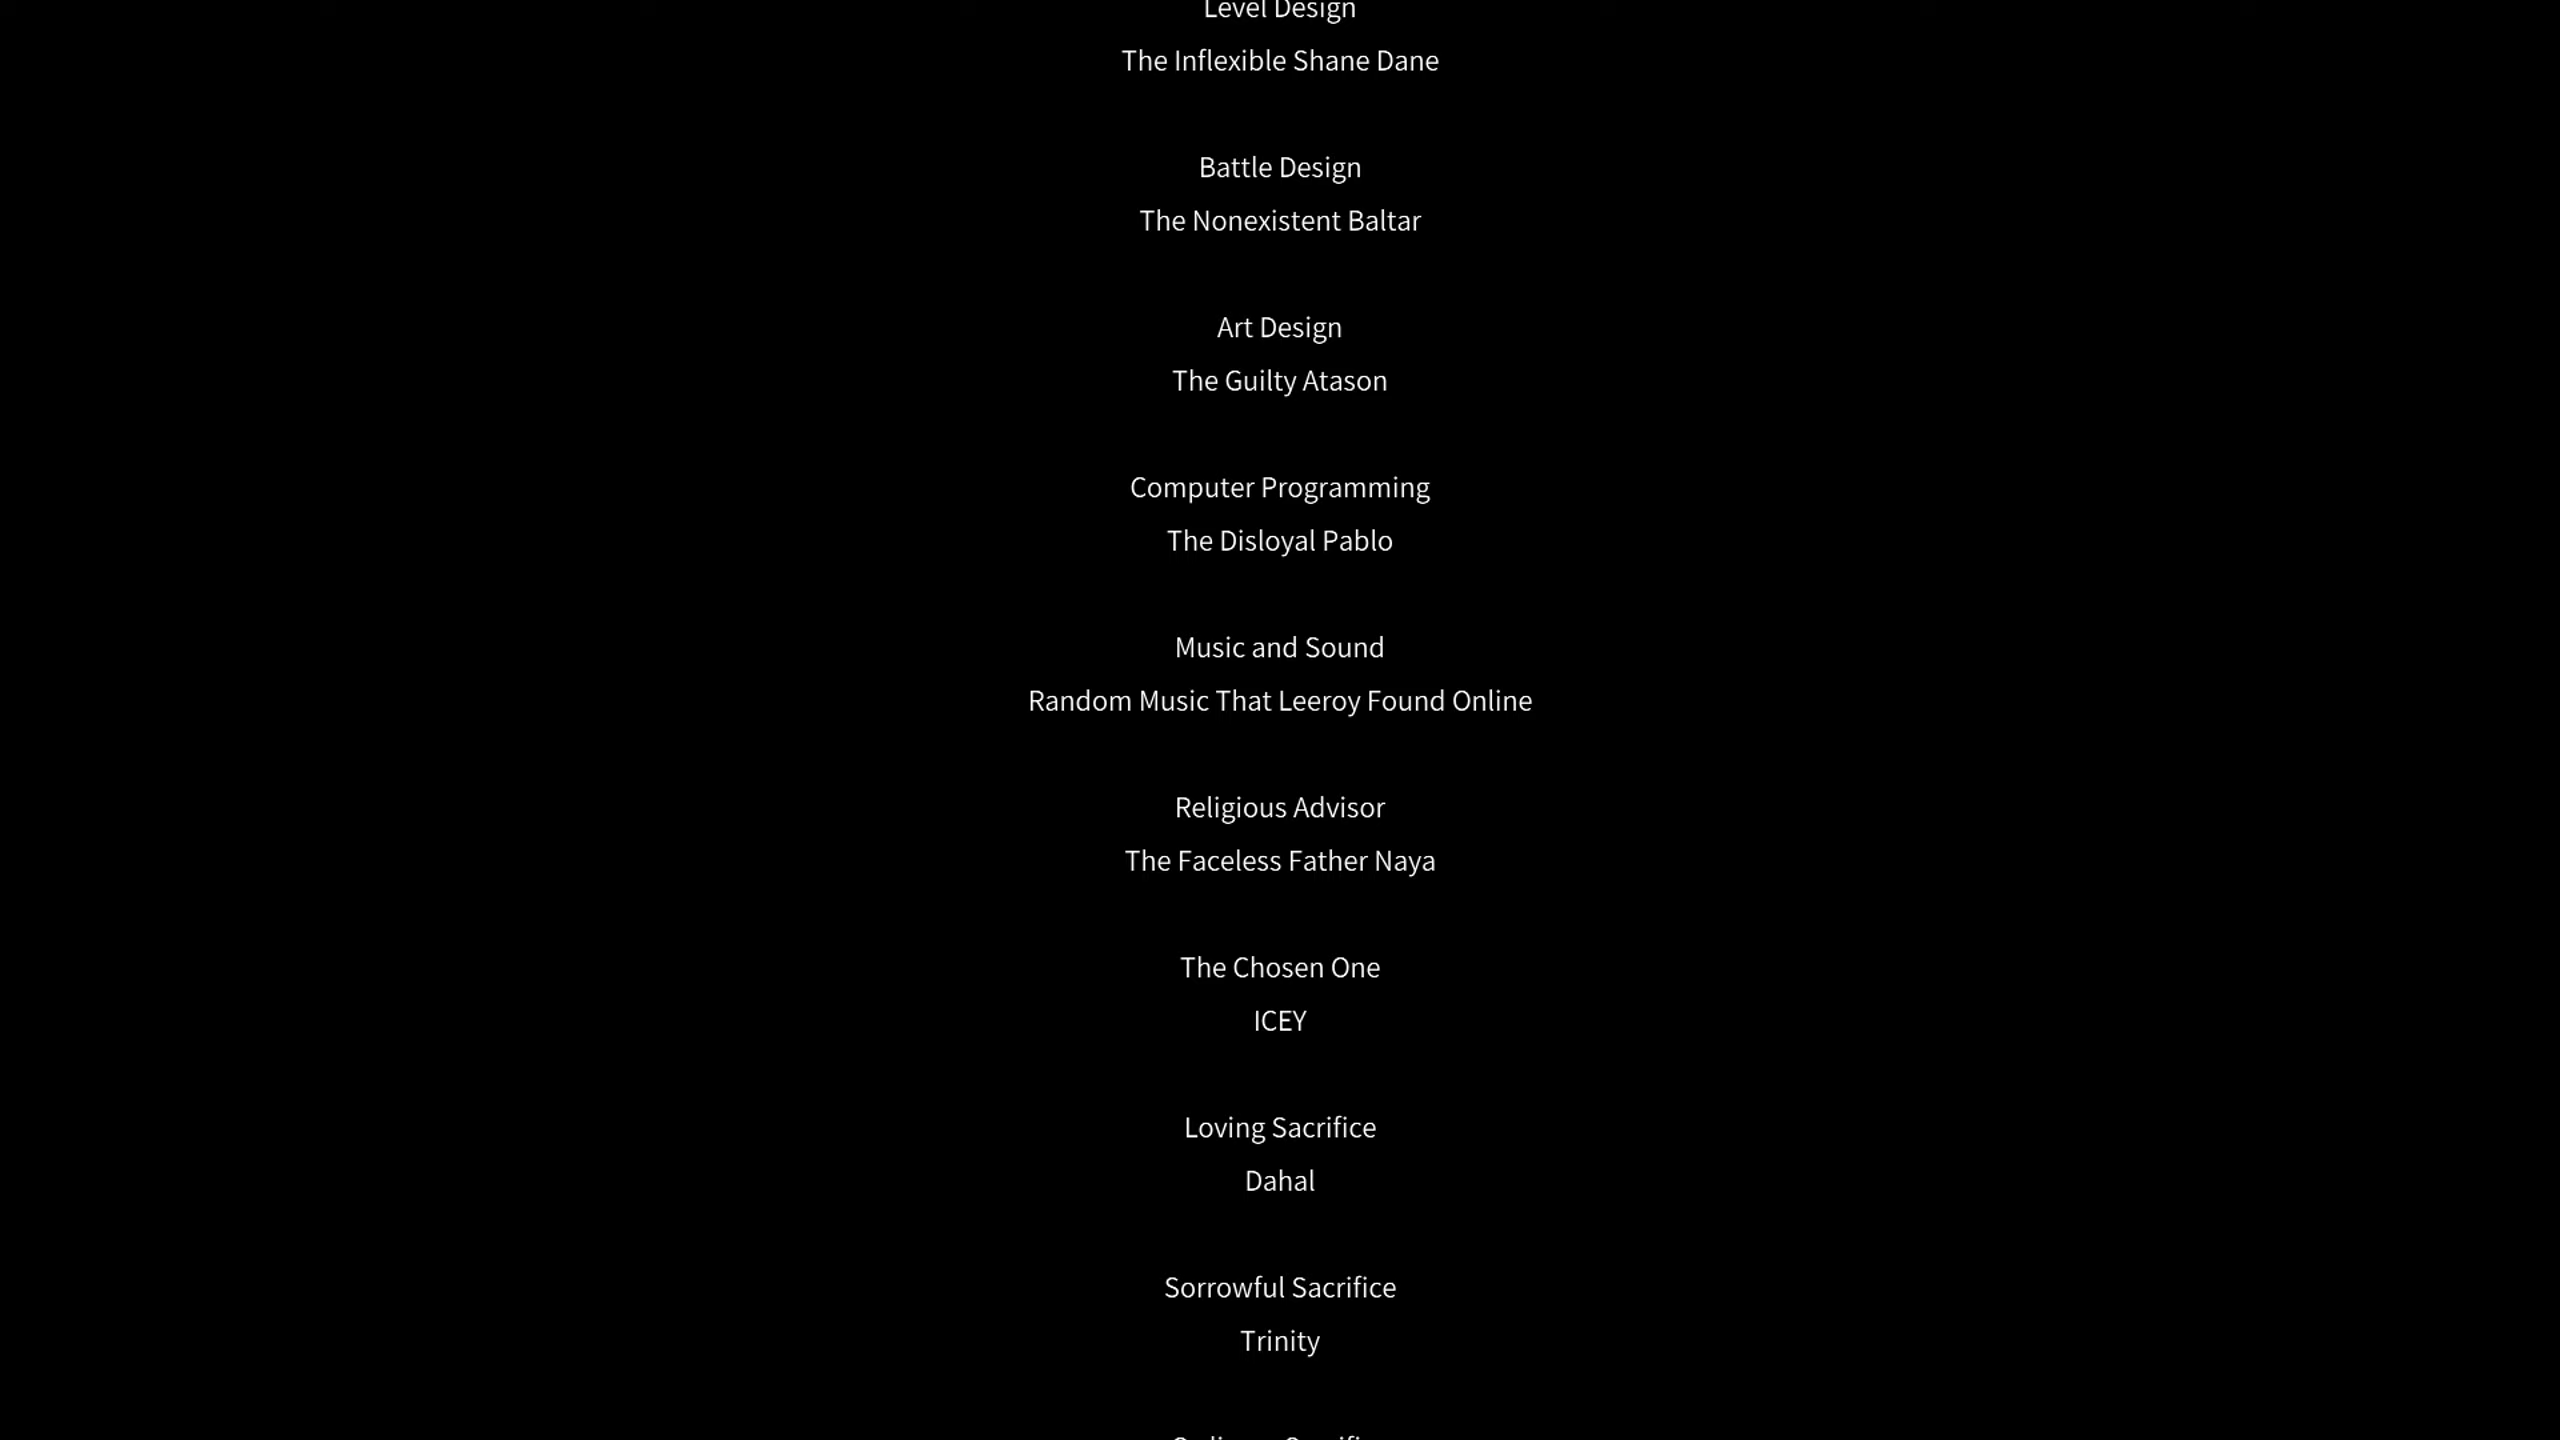 Level Design
The Inflexible Shane Dane
Battle Design
The Nonexistent Baltar
Art Design
The Guilty Atason
Computer Programming
The Disloyal Pablo
Music and Sound
Random Music That Leeroy Found Online
Religious Advisor
The Faceless Father Naya
The Chosen One
ICEY
Loving Sacrifice
Dahal
Sorrowful Sacrifice
Trinity